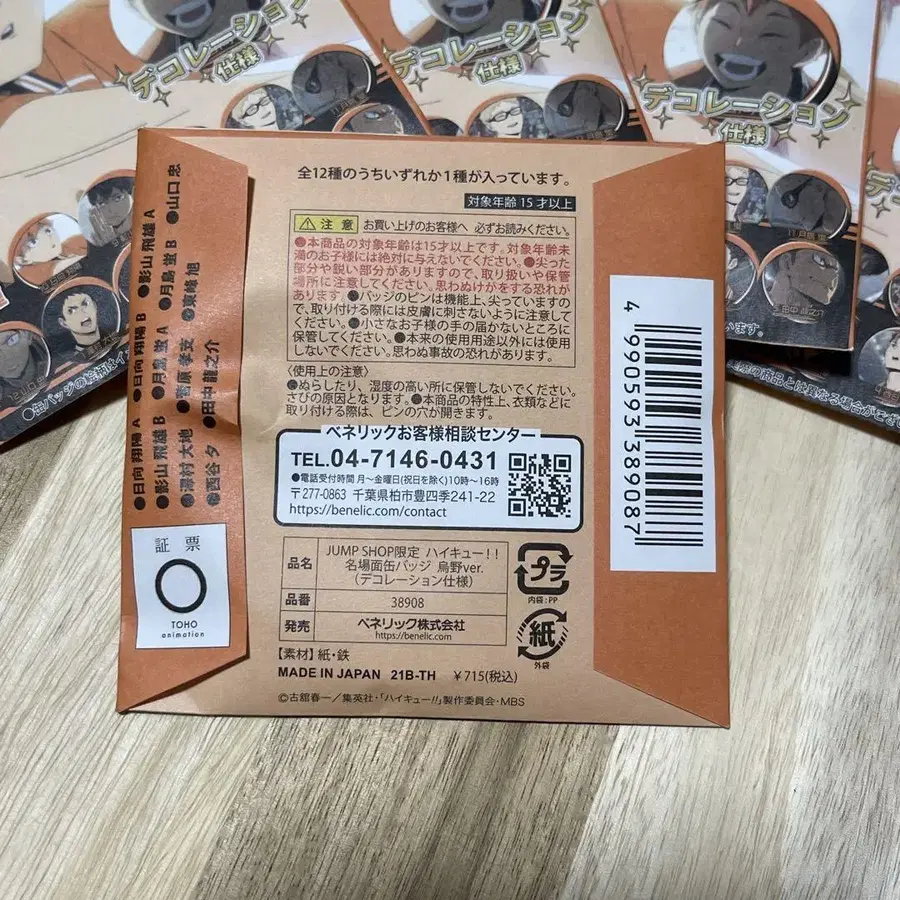 デコレーション
仕様
デコレーション
仕様
デコレーション
仕様
全12種のうちいずれか1種が入っています。
対象年齢 15才以上
注意 お買い上げのお客様へ 必ずお読みください。
●本商品の対象年齢は15才以上です。対象年齢未
満のお子様には絶対に与えないでください。●尖った
部分や鋭い部分がありますので、取り扱いや保管
場所に注意してください。思わぬけがをする恐れが
あります。●バッジのピンは機能上、尖っていますの
で、取り付ける際には皮膚に刺さないように注意して
ください。●小さなお子様の手の届かないところに
保管してください。●本来の使用用途以外には使用
しないでください。思わぬ事故の恐れがあります。
〈使用上の注意〉
●ぬらしたり、湿度の高い所に保管しないでください。
さびの原因となります。●本商品の特性上、衣類などに
取り付ける際は、ピンの穴が開きます。
ベネリックお客様相談センター
TEL.04-7146-0431
●電話受付時間 月〜金曜日(祝日を除く)10時〜16時
〒277-0863 千葉県柏市豊四季241-22
https://benelic.com/contact
品名 JUMP SHOP限定 ハイキュー!!
名場面缶バッジ 烏野ver.
(デコレーション仕様)
品番 38908
発売 ベネリック株式会社
https://benelic.com
プラ
内袋:PP
紙
外袋
【素材】紙・鉄
MADE IN JAPAN 21B-TH ¥715(税込)
©古舘春一/集英社・「ハイキュー!!」製作委員会・MBS
4 990593 389087
●日向 翔陽 A ●日向 翔陽 B ●影山 飛雄 A
●影山 飛雄 B ●月島 蛍 A ●月島 蛍 B ●山口 忠
●澤村 大地 ●菅原 孝支 ●東峰 旭
●西谷 夕 ●田中 龍之介
証票
TOHO
animation